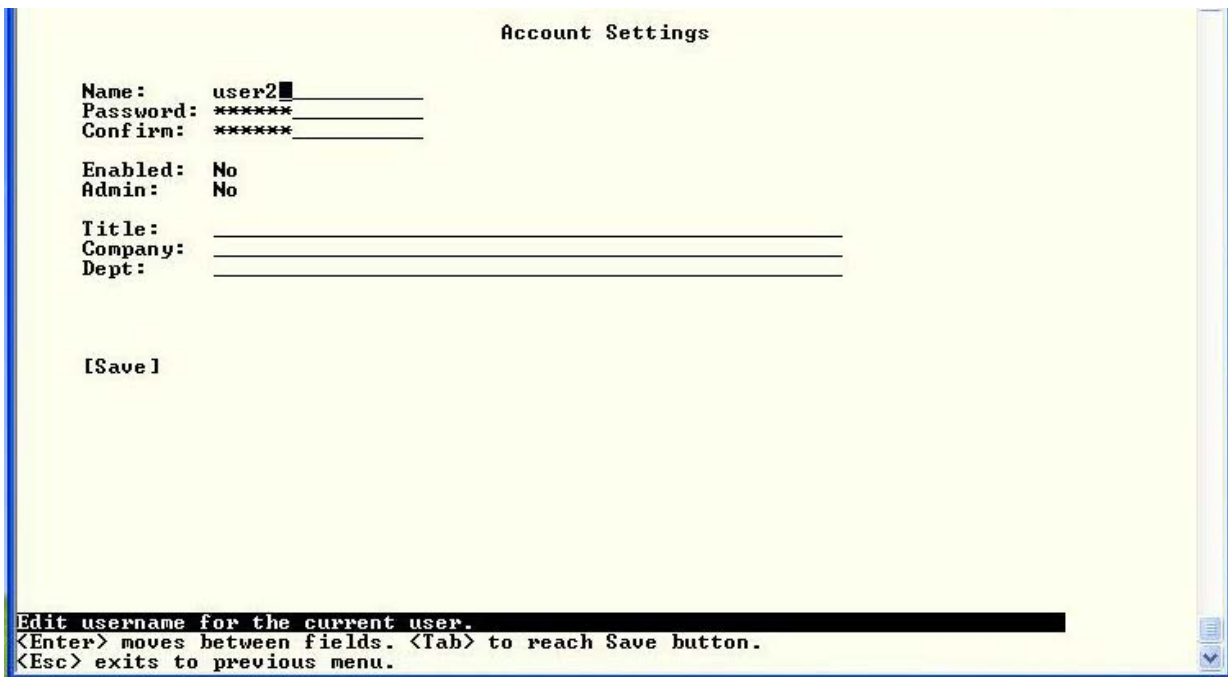 Account Settings
Name: user2
Password: ******
Confirm: ******
Enabled: No
Admin: No
Title:
Company:
Dept:
[Save]
Edit username for the current user.
<Enter> moves between fields. <Tab> to reach Save button.
<Esc> exits to previous menu.